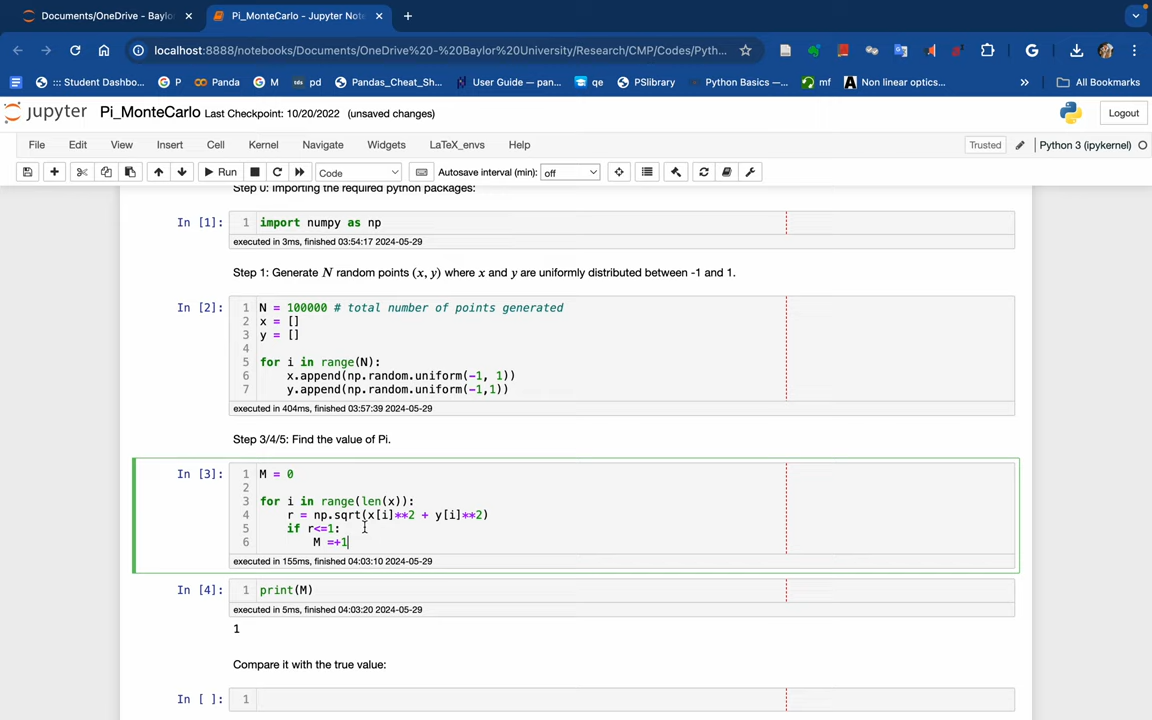 Documents/OneDrive - Baylor
Pi_MonteCarlo - Jupyter Note
localhost:8888/notebooks/Documents/OneDrive%20-%20Baylor%20University/Research/CMP/Codes/Pyth...
::: Student Dashbo...
P
Panda
M
pd
Pandas_Cheat_Sh...
User Guide — pan...
qe
PSlibrary
Python Basics —...
mf
Non linear optics...
»
All Bookmarks
jupyter Pi_MonteCarlo Last Checkpoint: 10/20/2022 (unsaved changes)
Logout
File Edit View Insert Cell Kernel Navigate Widgets LaTeX_envs Help
Trusted
Python 3 (ipykernel)
Run
Code
Autosave interval (min): off
Step 0: Importing the required python packages:
In [1]: 1 import numpy as np
executed in 3ms, finished 03:54:17 2024-05-29
Step 1: Generate N random points (x, y) where x and y are uniformly distributed between -1 and 1.
In [2]: 1 N = 100000 # total number of points generated
2 x = []
3 y = []
4
5 for i in range(N):
6 x.append(np.random.uniform(-1, 1))
7 y.append(np.random.uniform(-1,1))
executed in 404ms, finished 03:57:39 2024-05-29
Step 3/4/5: Find the value of Pi.
In [3]: 1 M = 0
2
3 for i in range(len(x)):
4 r = np.sqrt(x[i]**2 + y[i]**2)
5 if r<=1:
6 M =+1
executed in 155ms, finished 04:03:10 2024-05-29
In [4]: 1 print(M)
executed in 5ms, finished 04:03:20 2024-05-29
1
Compare it with the true value:
In [ ]: 1